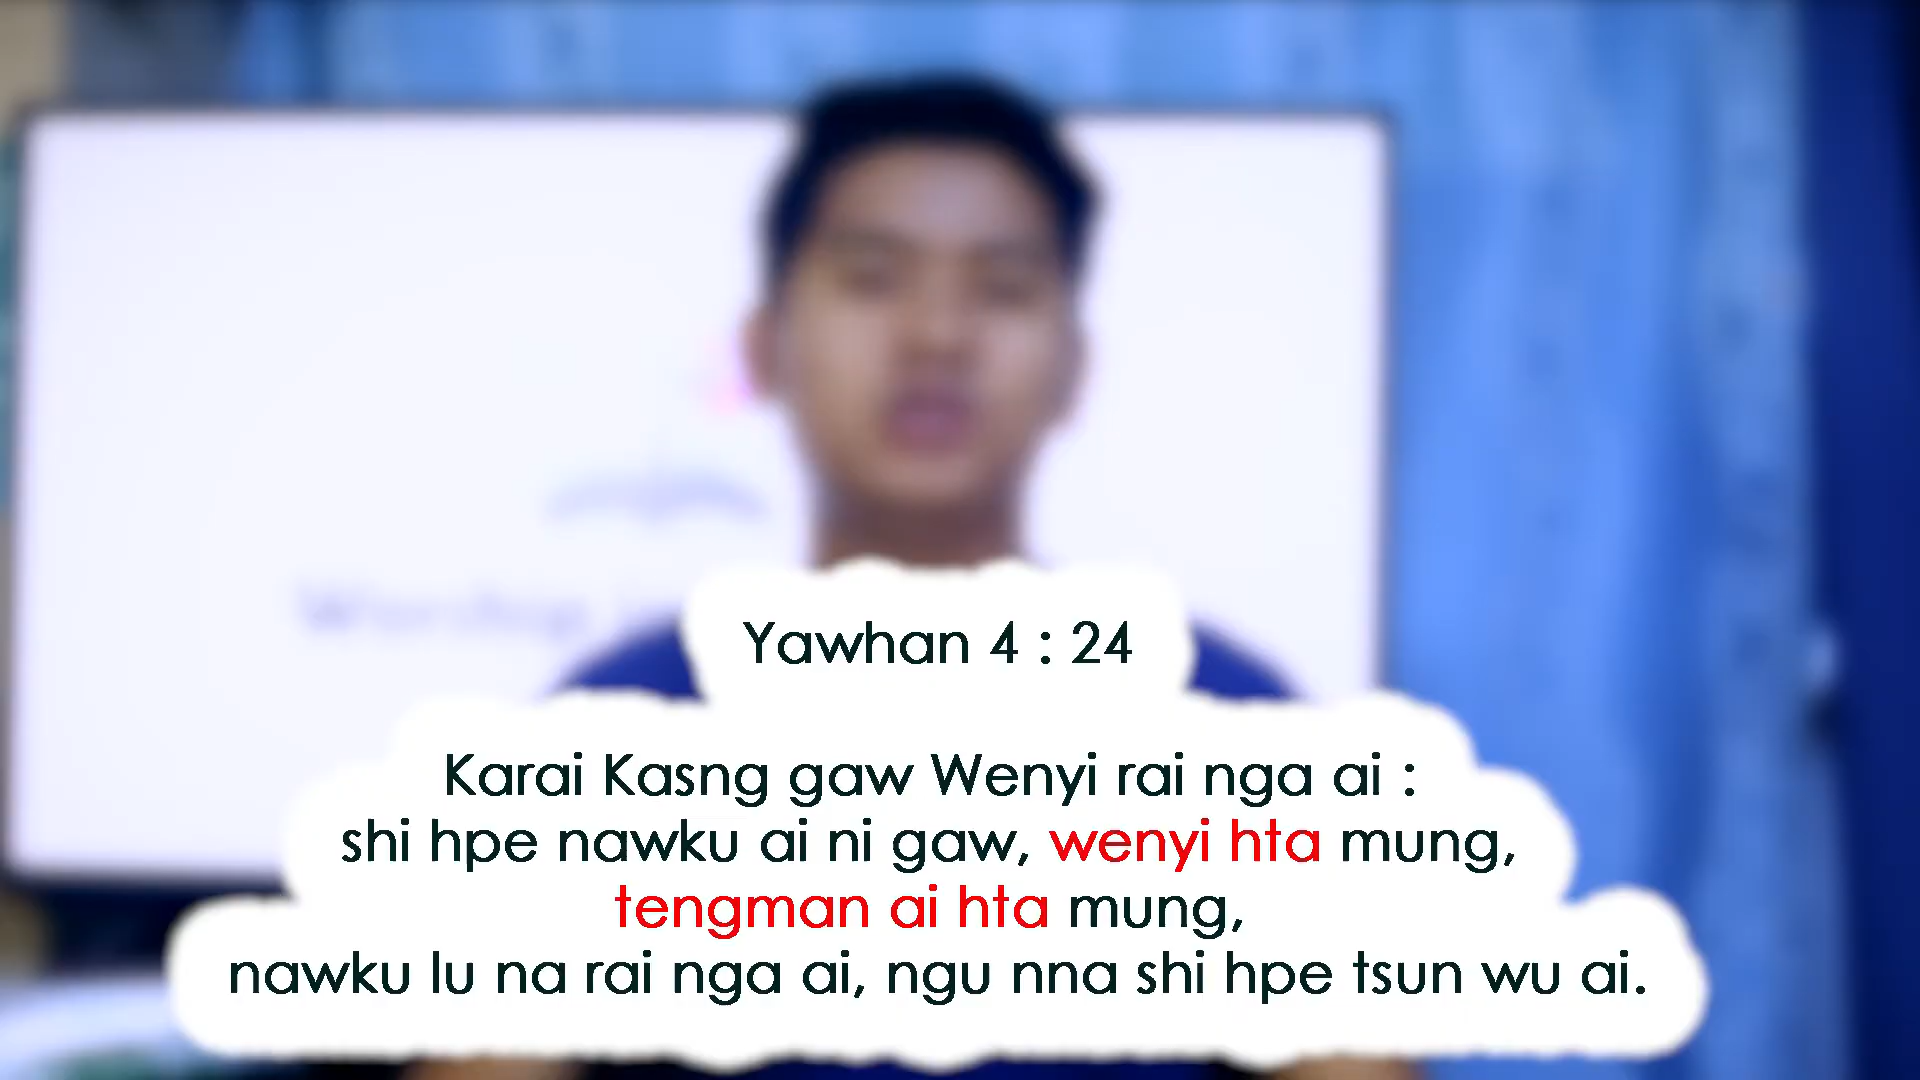 Yawhan 4 : 24
Karai Kasng gaw Wenyi rai nga ai :
shi hpe nawku ai ni gaw, wenyi hta mung,
tengman ai hta mung,
nawku lu na rai nga ai, ngu nna shi hpe tsun wu ai.